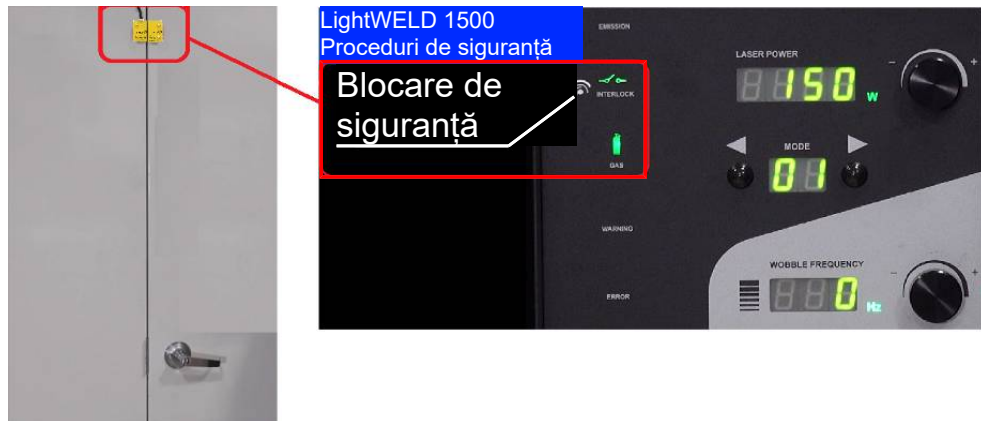 LightWELD 1500
Proceduri de siguranță
Blocare de
siguranță
EMISSION
INTERLOCK
GAS
WARNING
ERROR
LASER POWER
150 W
MODE
01
WOBBLE FREQUENCY
0 Hz